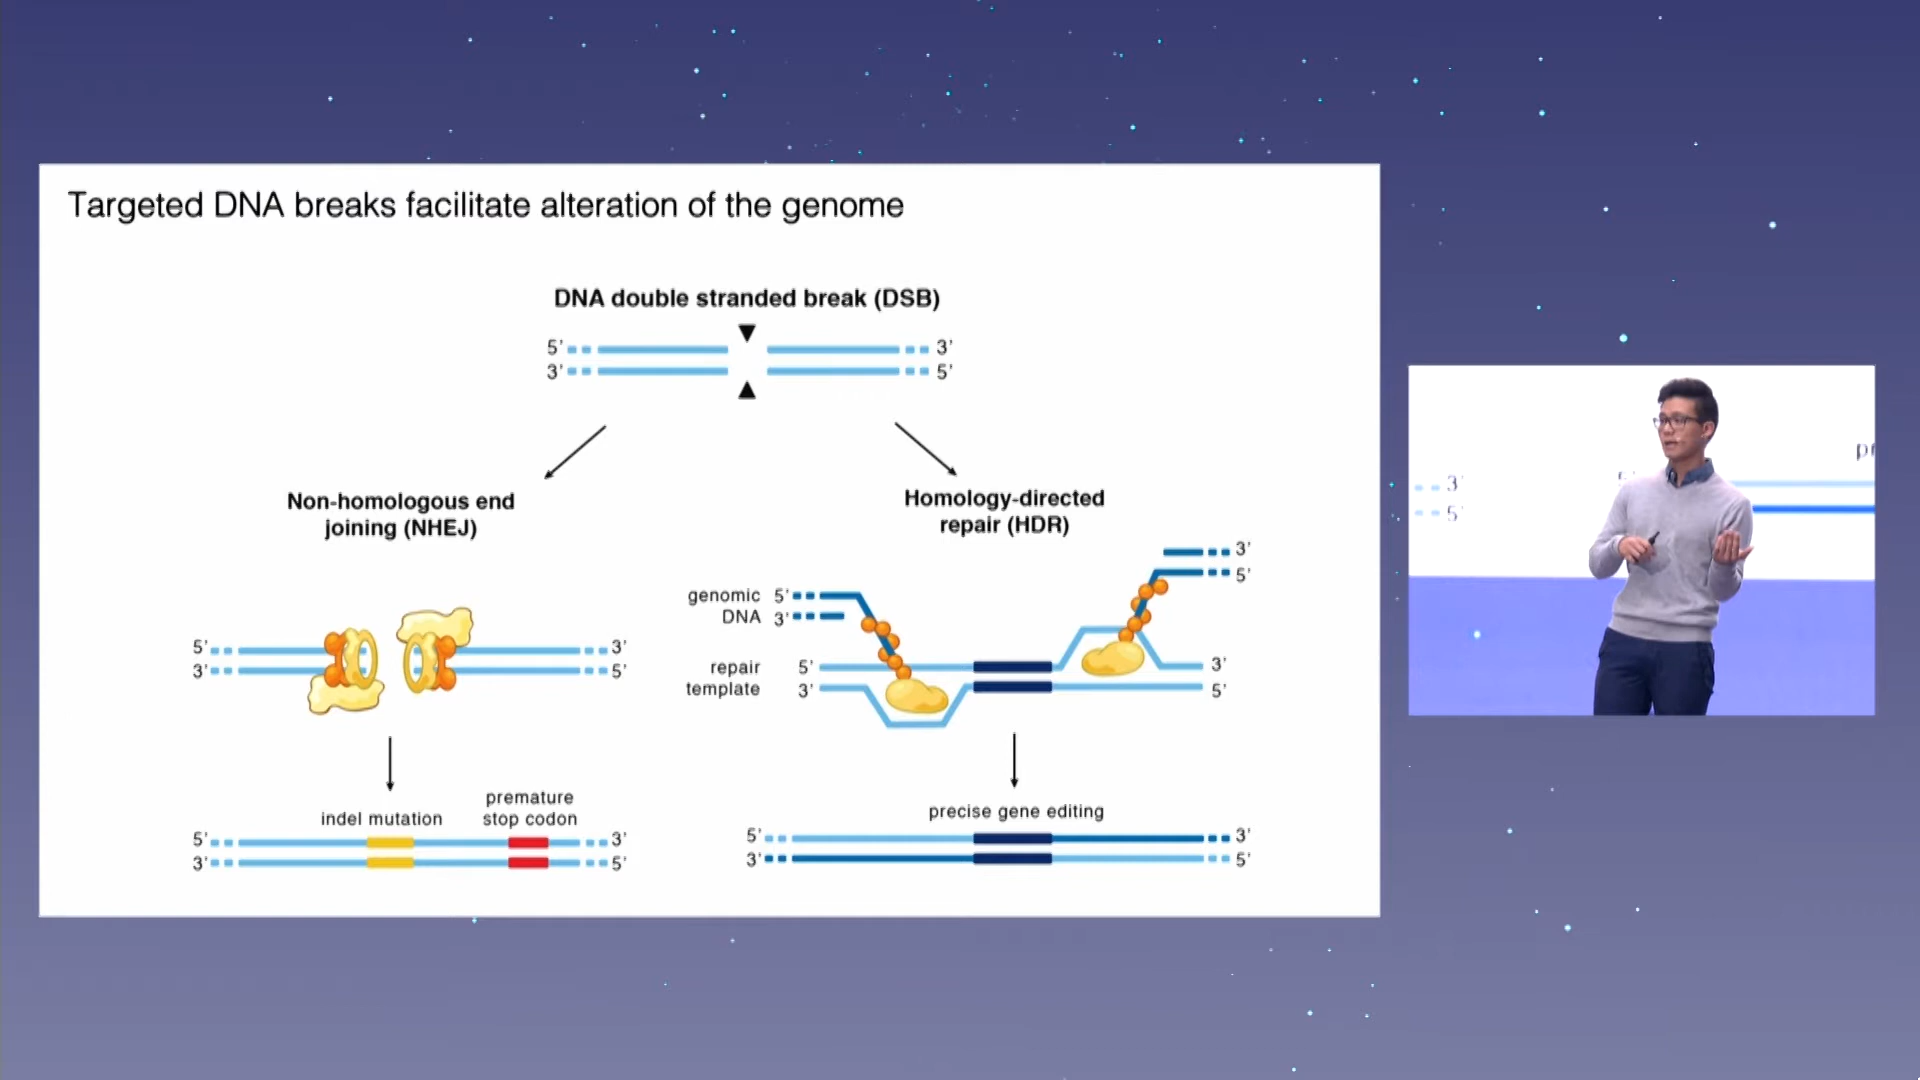 Targeted DNA breaks facilitate alteration of the genome
DNA double stranded break (DSB)
5’ 3’
3’ 5’
Non-homologous end
joining (NHEJ)
5’ 3’
3’ 5’
indel mutation
premature
stop codon
5’ 3’
3’ 5’
Homology-directed
repair (HDR)
3’
5’
genomic 5’
DNA 3’
repair 5’ 3’
template 3’ 5’
precise gene editing
5’ 3’
3’ 5’
3’
5’